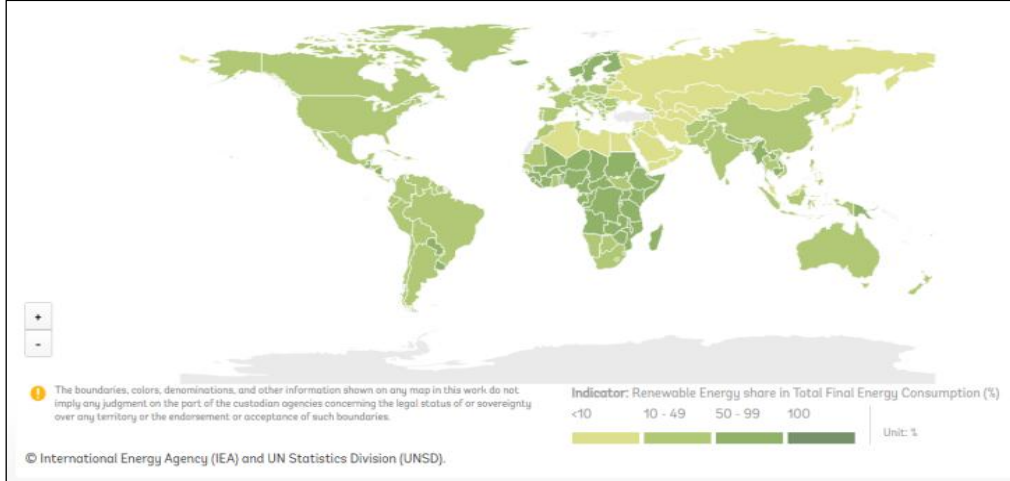 +
-
The boundaries, colors, denominations, and other information shown on any map in this work do not
imply any judgment on the part of the custodian agencies concerning the legal status of or sovereignty
over any territory or the endorsement or acceptance of such boundaries.
Indicator: Renewable Energy share in Total Final Energy Consumption (%)
<10 10 - 49 50 - 99 100
Unit: %
© International Energy Agency (IEA) and UN Statistics Division (UNSD).